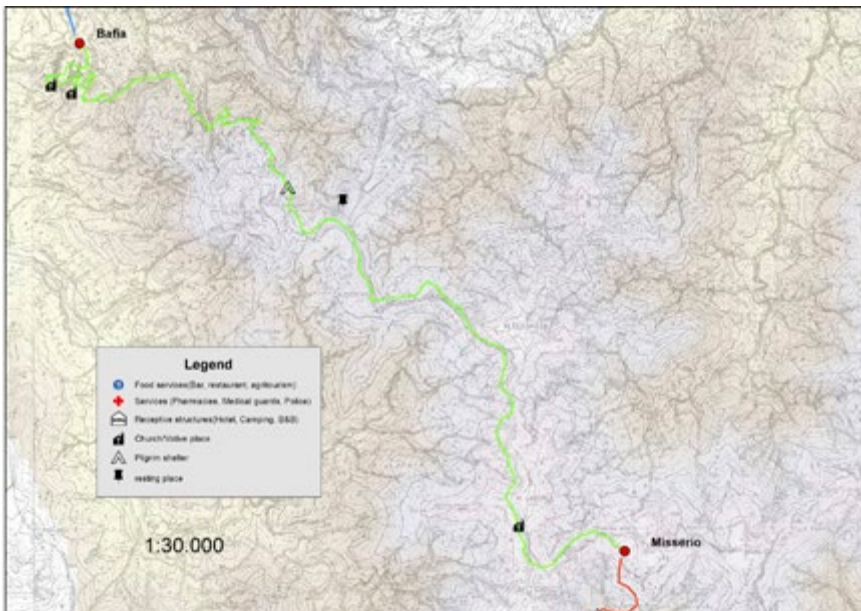 Bafia
Legend
Food services(Bar, restaurant, agritourism)
Services (Pharmacies, Medical guards, Police)
Receptive structures(Hotel, Camping, B&B)
Church/Votive place
Pilgrim shelter
resting place
1:30.000
Misserio